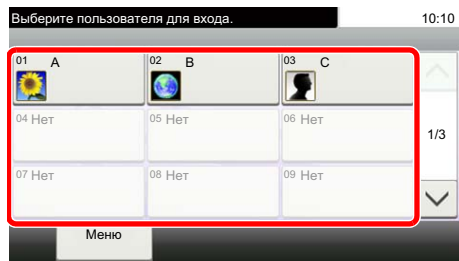 Выберите пользователя для входа. 10:10
01 A 02 B 03 C
04 Нет 05 Нет 06 Нет
1/3
07 Нет 08 Нет 09 Нет
Меню